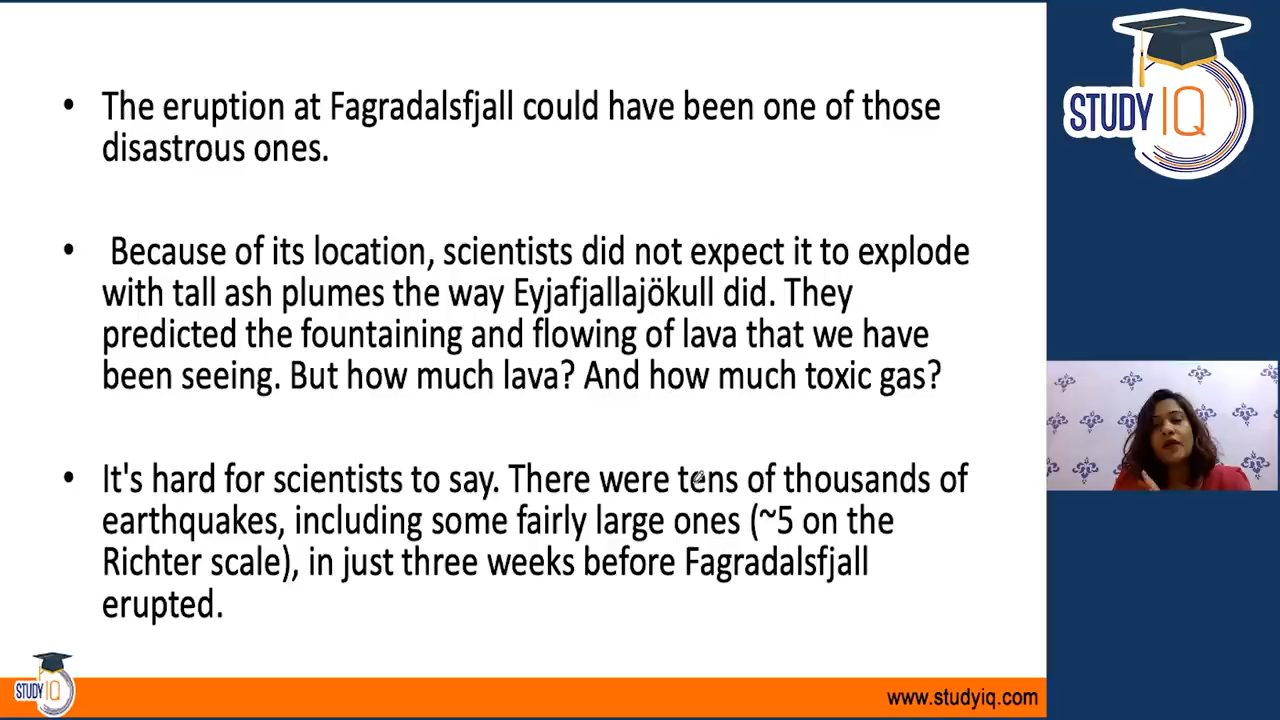 • The eruption at Fagradalsfjall could have been one of those
disastrous ones.
• Because of its location, scientists did not expect it to explode
with tall ash plumes the way Eyjafjallajökull did. They
predicted the fountaining and flowing of lava that we have
been seeing. But how much lava? And how much toxic gas?
• It's hard for scientists to say. There were tens of thousands of
earthquakes, including some fairly large ones (~5 on the
Richter scale), in just three weeks before Fagradalsfjall
erupted.
STUDY IQ
STUDY IQ
www.studyiq.com